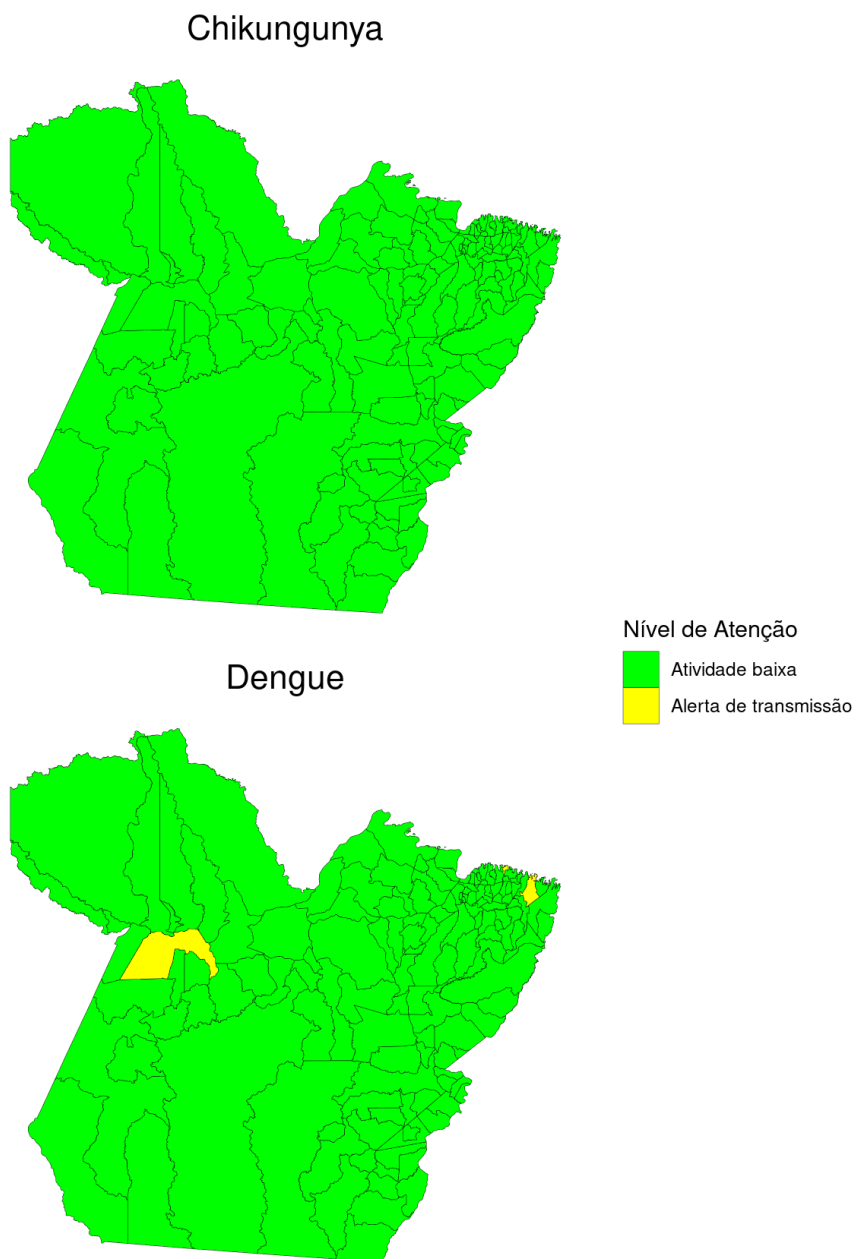 Chikungunya
Nível de Atenção
Atividade baixa
Alerta de transmissão
Dengue